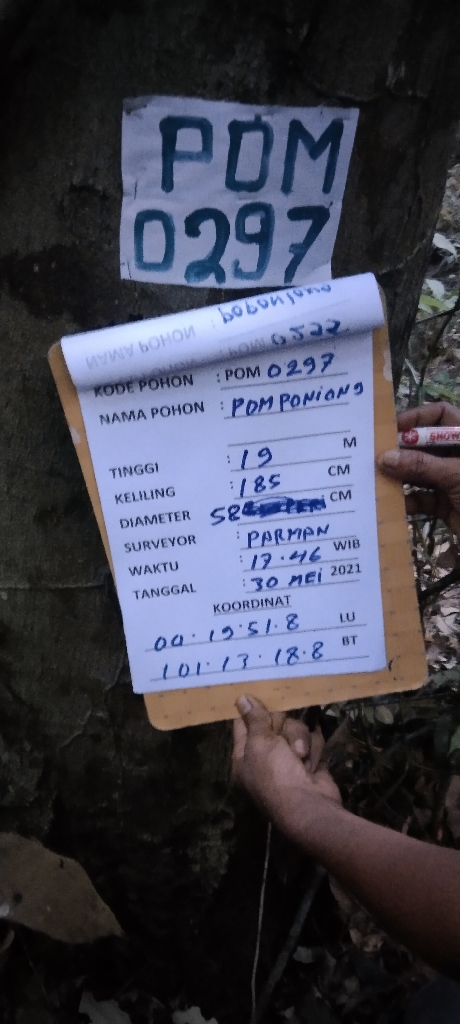 POM
0297
NAMA POHON : POPONIONG
KODE POHON : POM 0297
NAMA POHON : POMPONIONG
TINGGI : 19 M
KELILING : 185 CM
DIAMETER 58 CM
SURVEYOR : PARMAN
WAKTU : 17.46 WIB
TANGGAL : 30 MEI 2021
KOORDINAT
00.19.51.8 LU
101.13.18.8 BT